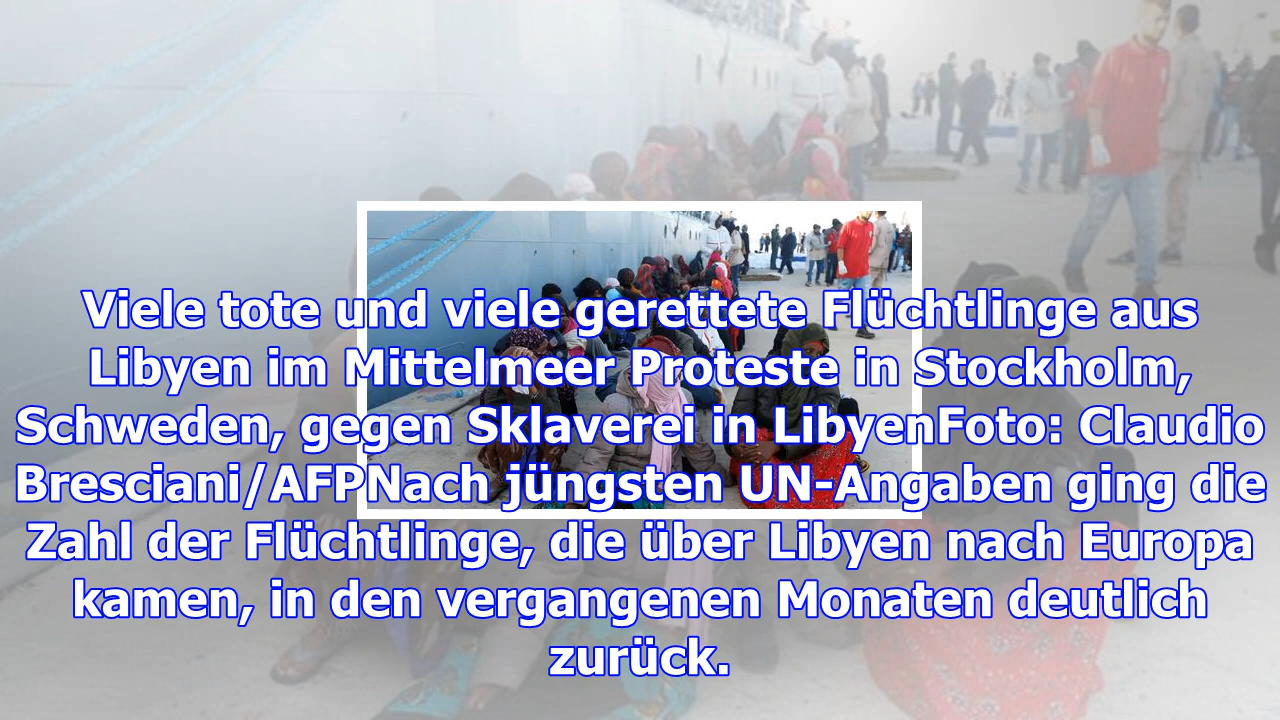 Viele tote und viele gerettete Flüchtlinge aus
Libyen im Mittelmeer Proteste in Stockholm,
Schweden, gegen Sklaverei in LibyenFoto: Claudio
Bresciani/AFPNach jüngsten UN-Angaben ging die
Zahl der Flüchtlinge, die über Libyen nach Europa
kamen, in den vergangenen Monaten deutlich
zurück.